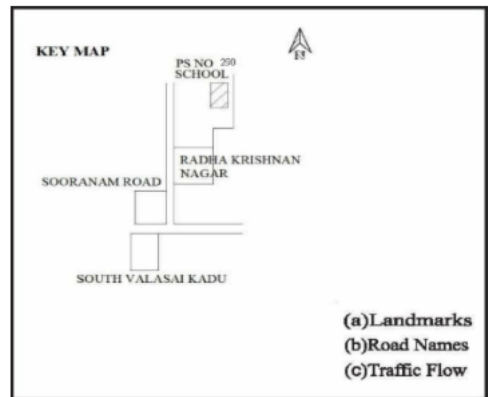 KEY MAP
PS NO 250
SCHOOL
RADHA KRISHNAN
NAGAR
SOORANAM ROAD
SOUTH VALASAI KADU
(a)Landmarks
(b)Road Names
(c)Traffic Flow